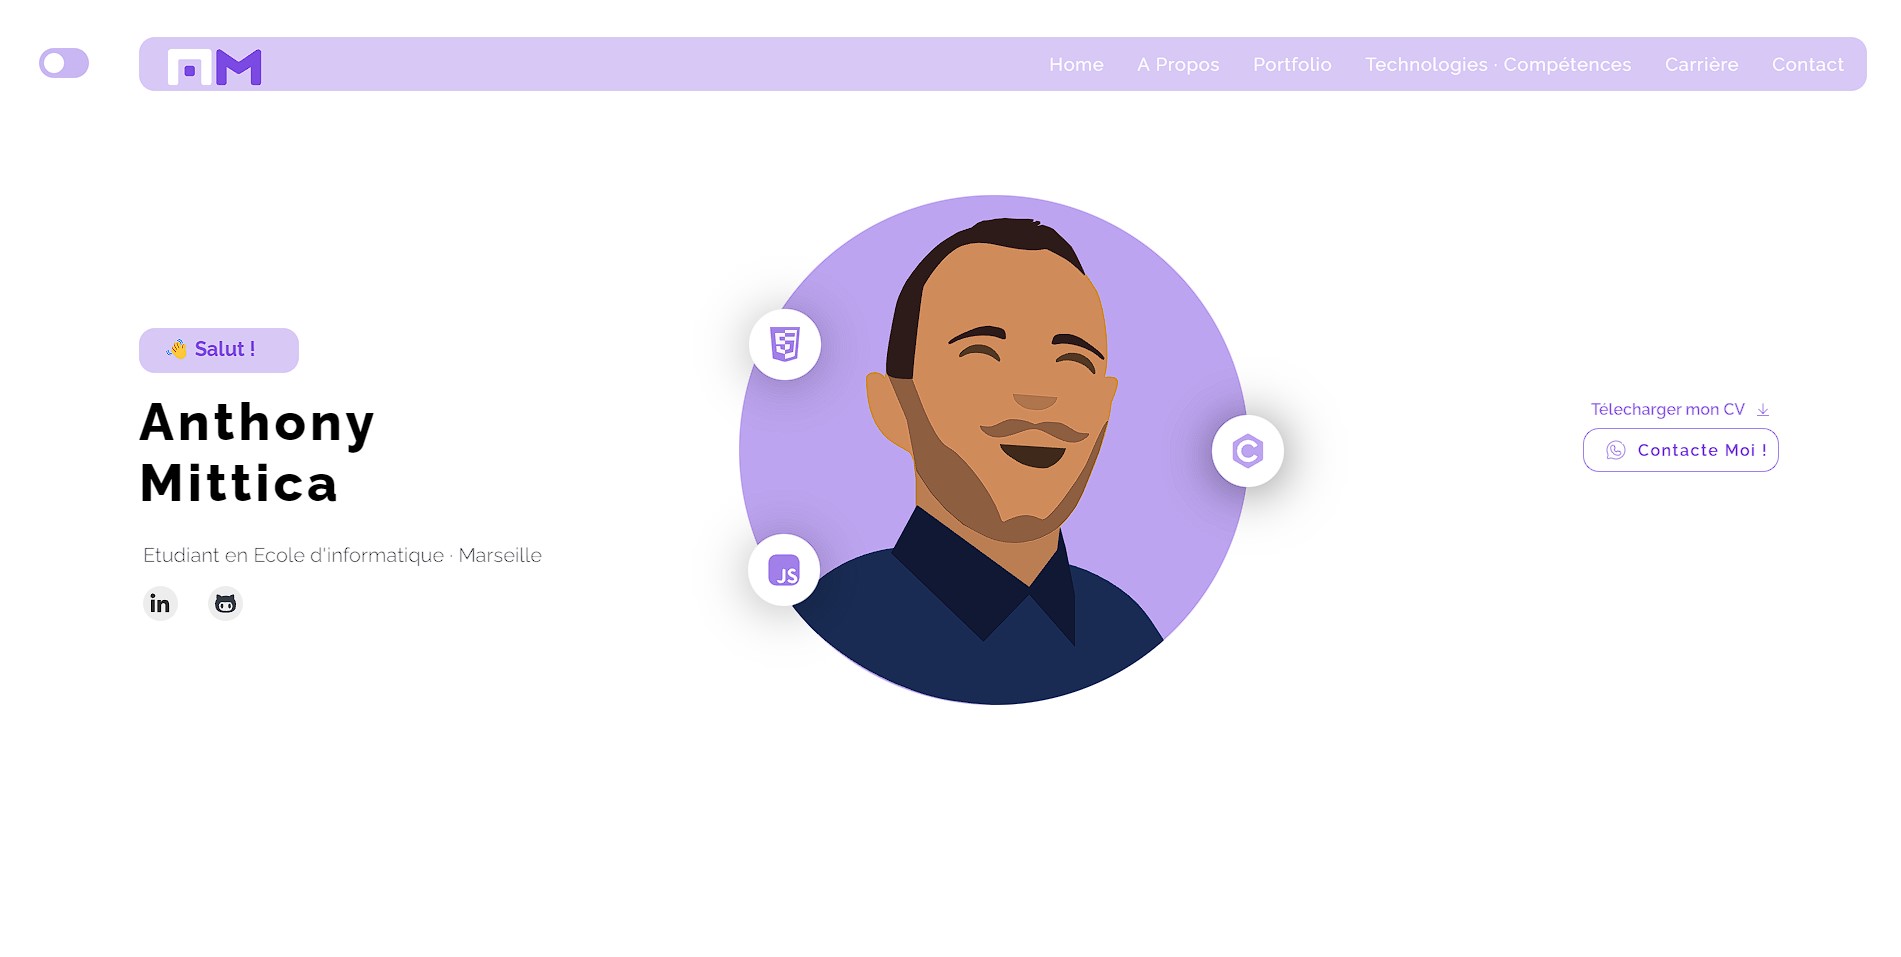 AM
Home A Propos Portfolio Technologies · Compétences Carrière Contact
👋 Salut !
Anthony
Mittica
Etudiant en Ecole d'informatique · Marseille
in
5
JS
C
Télecharger mon CV
Contacte Moi !